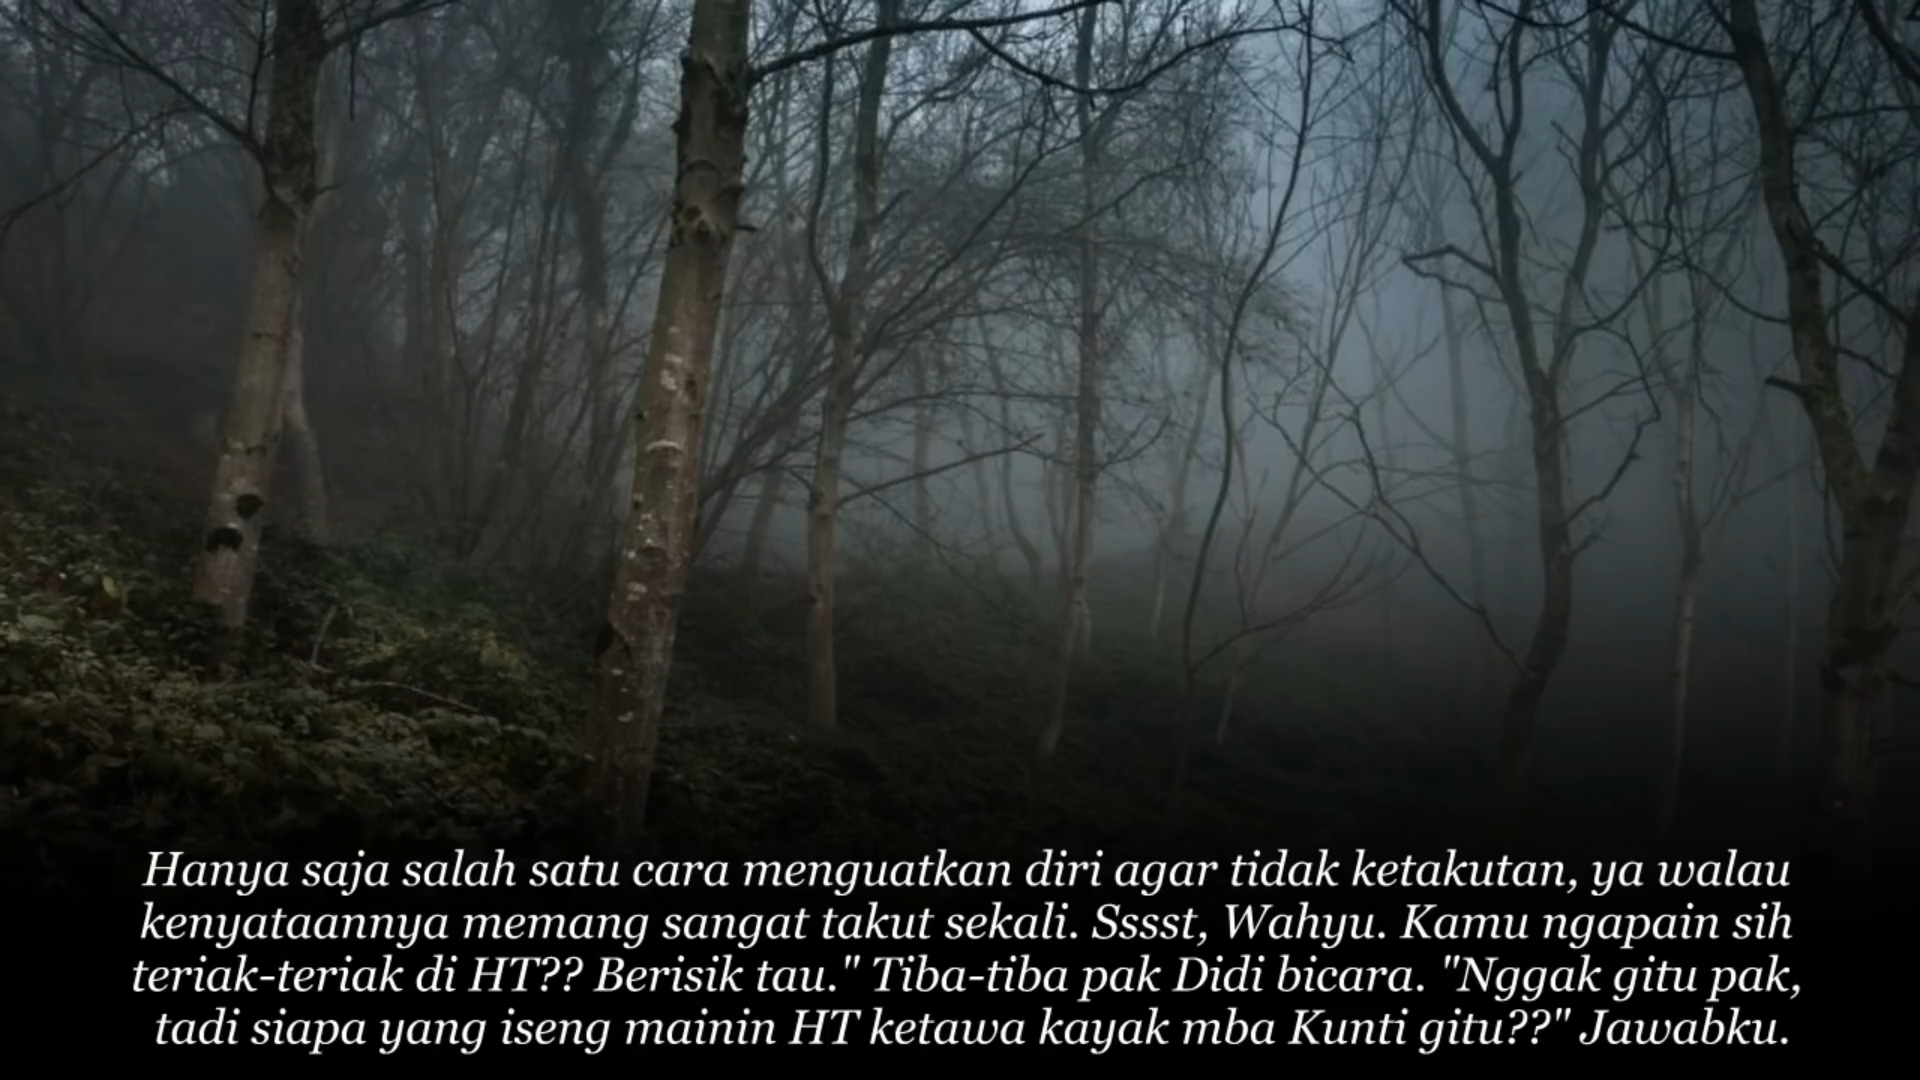 Hanya saja salah satu cara menguatkan diri agar tidak ketakutan, ya walau
kenyataannya memang sangat takut sekali. Sssst, Wahyu. Kamu ngapain sih
teriak-teriak di HT?? Berisik tau." Tiba-tiba pak Didi bicara. "Nggak gitu pak,
tadi siapa yang iseng mainin HT ketawa kayak mba Kunti gitu??" Jawabku.